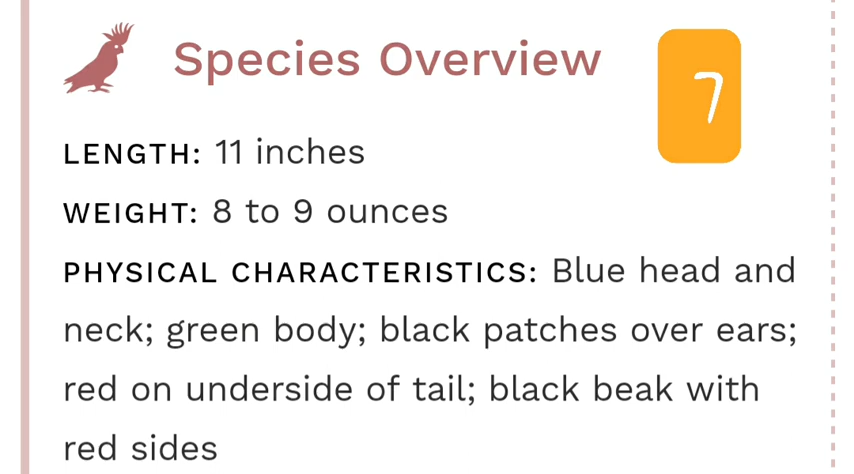 Species Overview
7
LENGTH: 11 inches
WEIGHT: 8 to 9 ounces
PHYSICAL CHARACTERISTICS: Blue head and
neck; green body; black patches over ears;
red on underside of tail; black beak with
red sides